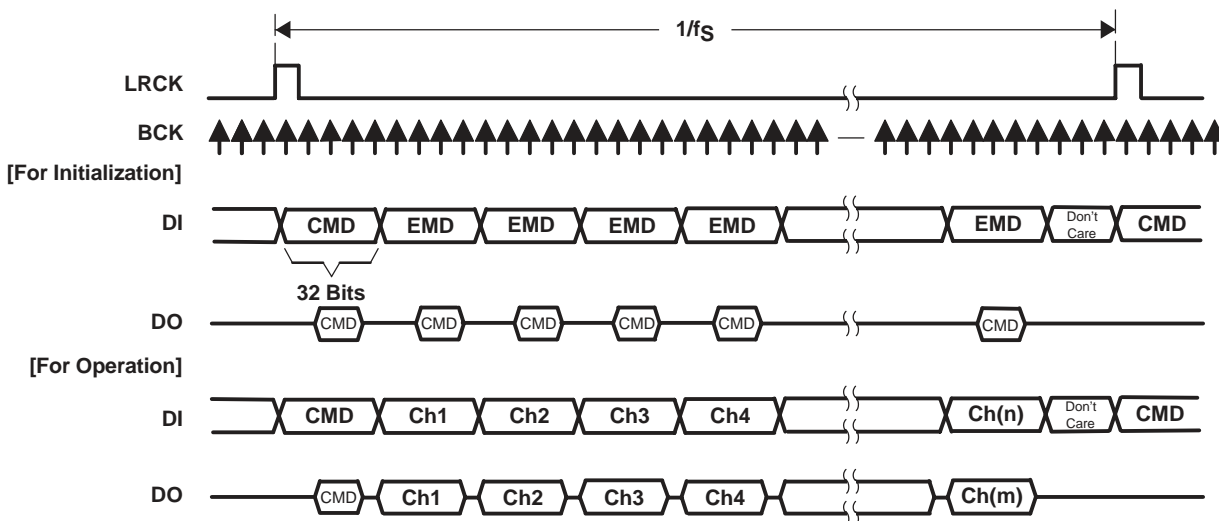 1/fS
LRCK
BCK
[For Initialization]
DI CMD EMD EMD EMD EMD EMD Don't Care CMD
32 Bits
DO CMD CMD CMD CMD CMD CMD
[For Operation]
DI CMD Ch1 Ch2 Ch3 Ch4 Ch(n) Don't Care CMD
DO CMD Ch1 Ch2 Ch3 Ch4 Ch(m)